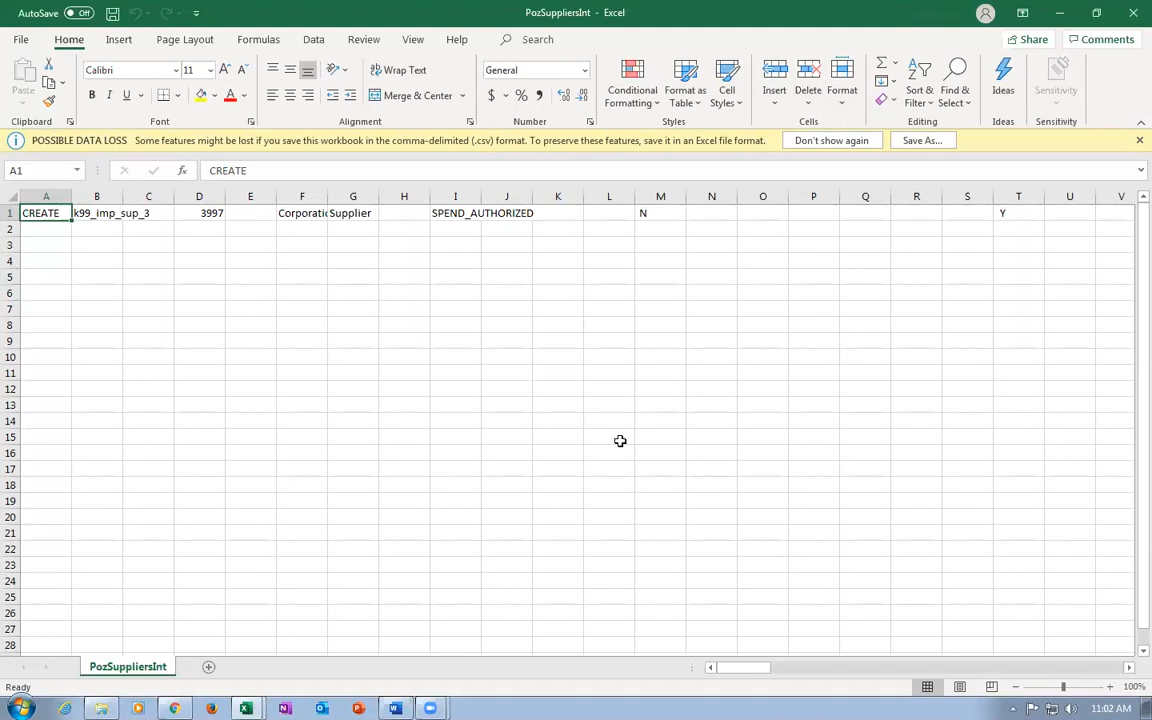 AutoSave Off PozSuppliersInt - Excel
File Home Insert Page Layout Formulas Data Review View Help Search Share Comments
Paste Calibri 11 A A Wrap Text General Conditional Formatting Format as Table Cell Styles Insert Delete Format Sort & Filter Find & Select Ideas Sensitivity
B I U A Merge & Center $ % 9 .00
Clipboard Font Alignment Number Styles Cells Editing Ideas Sensitivity
POSSIBLE DATA LOSS Some features might be lost if you save this workbook in the comma-delimited (.csv) format. To preserve these features, save it in an Excel file format. Don't show again Save As...
A1 fx CREATE
A B C D E F G H I J K L M N O P Q R S T U V
1 CREATE k99_imp_sup_3 3997 Corporatic Supplier SPEND_AUTHORIZED N Y
2
3
4
5
6
7
8
9
10
11
12
13
14
15
16
17
18
19
20
21
22
23
24
25
26
27
28
PozSuppliersInt
Ready 100%
11:02 AM